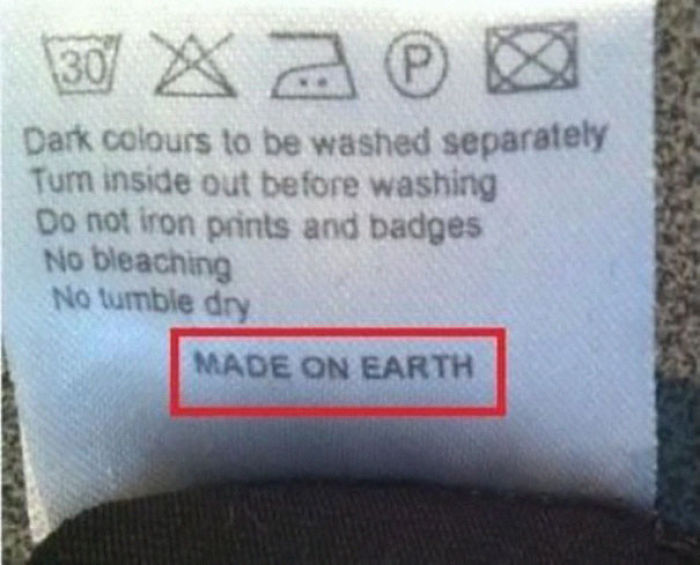 30 P
Dark colours to be washed separately
Turn inside out before washing
Do not iron prints and badges
No bleaching
No tumble dry
MADE ON EARTH